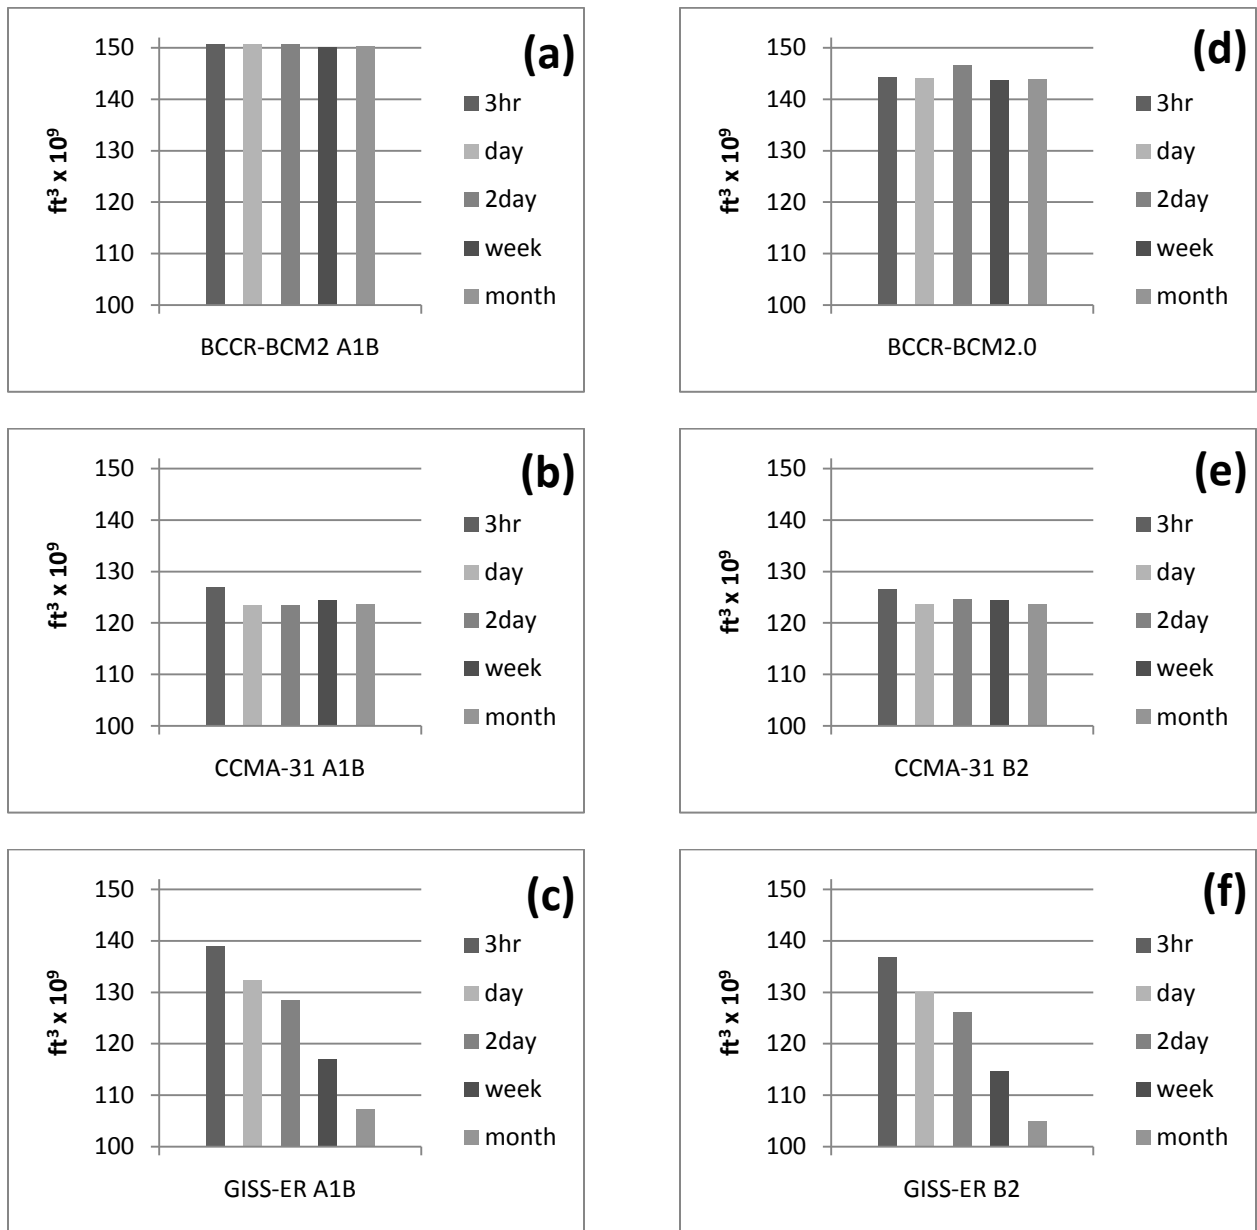 (a)
150
140
130
120
110
100
ft³ x 10⁹
3hr
day
2day
week
month
BCCR-BCM2 A1B
(d)
150
140
130
120
110
100
ft³ x 10⁹
3hr
day
2day
week
month
BCCR-BCM2.0
(b)
150
140
130
120
110
100
ft³ x 10⁹
3hr
day
2day
week
month
CCMA-31 A1B
(e)
150
140
130
120
110
100
ft³ x 10⁹
3hr
day
2day
week
month
CCMA-31 B2
(c)
150
140
130
120
110
100
ft³ x 10⁹
3hr
day
2day
week
month
GISS-ER A1B
(f)
150
140
130
120
110
100
ft³ x 10⁹
3hr
day
2day
week
month
GISS-ER B2